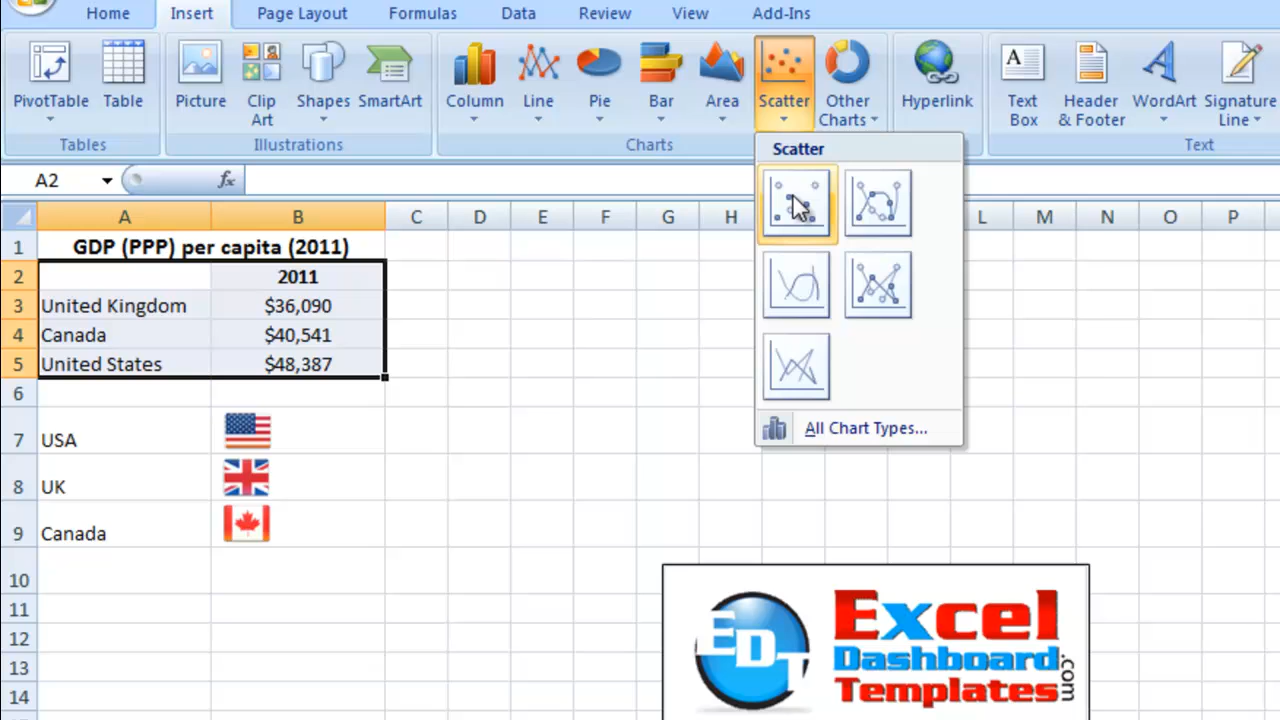 Home Insert Page Layout Formulas Data Review View Add-Ins
PivotTable Table Picture Clip Art Shapes SmartArt Column Line Pie Bar Area Scatter Other Charts Hyperlink Text Box Header & Footer WordArt Signature Line
Tables Illustrations Charts Text
Scatter
A2 fx
A B C D E F G H L M N O P
1 GDP (PPP) per capita (2011)
2 2011
3 United Kingdom $36,090
4 Canada $40,541
5 United States $48,387
All Chart Types...
6
7 USA
8 UK
9 Canada
10
11
12
13
14
EDT
Excel
Dashboard
Templates
.com